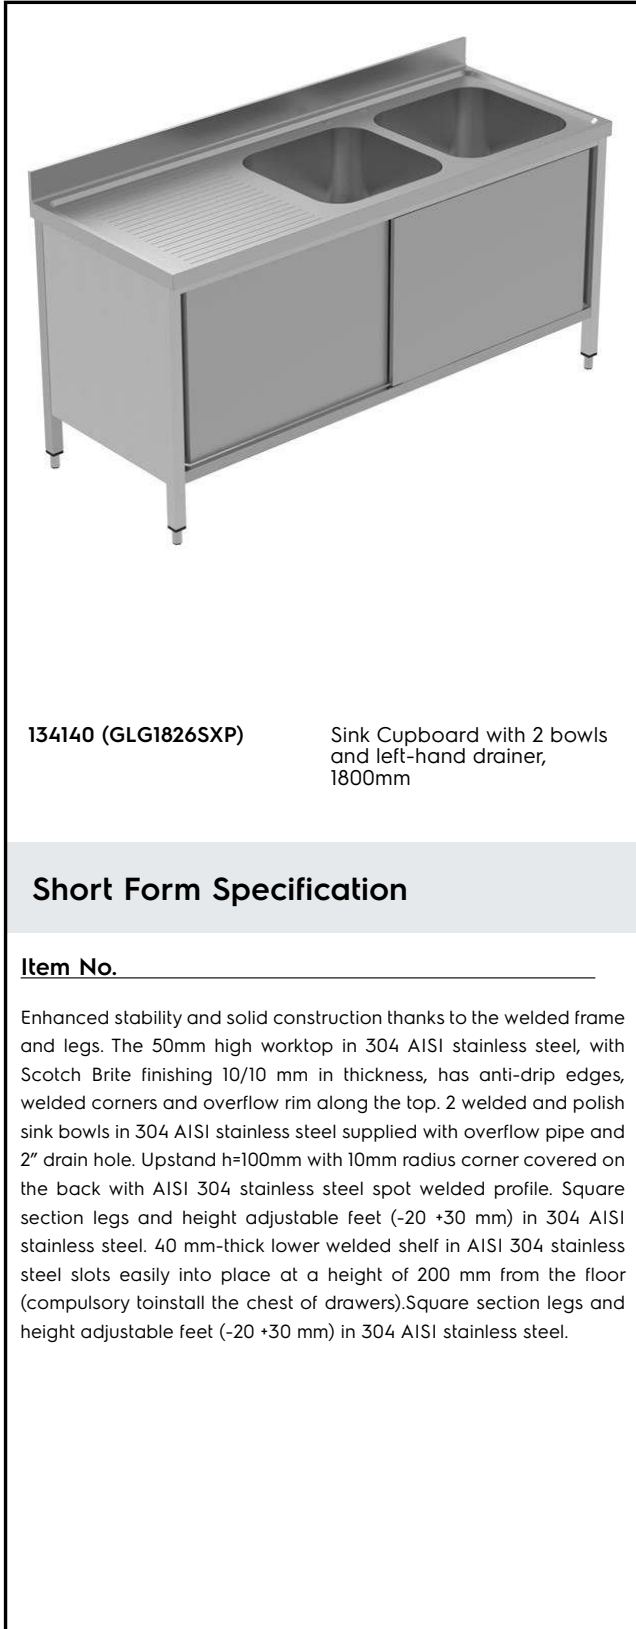 134140 (GLG1826SXP)
Sink Cupboard with 2 bowls
and left-hand drainer,
1800mm
Short Form Specification
Item No.
Enhanced stability and solid construction thanks to the welded frame
and legs. The 50mm high worktop in 304 AISI stainless steel, with
Scotch Brite finishing 10/10 mm in thickness, has anti-drip edges,
welded corners and overflow rim along the top. 2 welded and polish
sink bowls in 304 AISI stainless steel supplied with overflow pipe and
2” drain hole. Upstand h=100mm with 10mm radius corner covered on
the back with AISI 304 stainless steel spot welded profile. Square
section legs and height adjustable feet (-20 +30 mm) in 304 AISI
stainless steel. 40 mm-thick lower welded shelf in AISI 304 stainless
steel slots easily into place at a height of 200 mm from the floor
(compulsory toinstall the chest of drawers).Square section legs and
height adjustable feet (-20 +30 mm) in 304 AISI stainless steel.